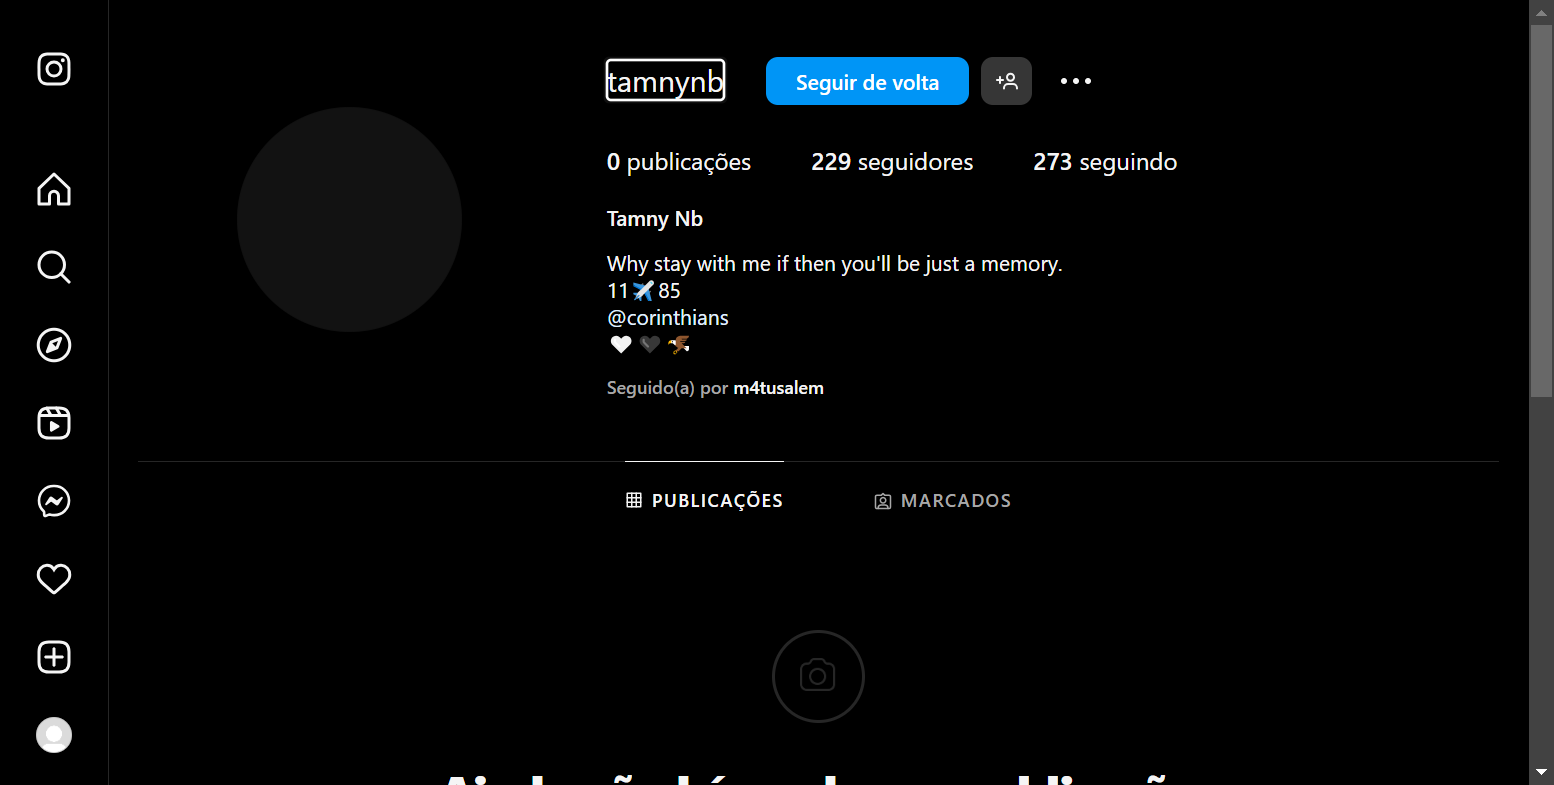 tamnynb
Seguir de volta
0 publicações 229 seguidores 273 seguindo
Tamny Nb
Why stay with me if then you'll be just a memory.
11✈️85
@corinthians
🤍🖤🦅
Seguido(a) por m4tusalem
PUBLICAÇÕES MARCADOS